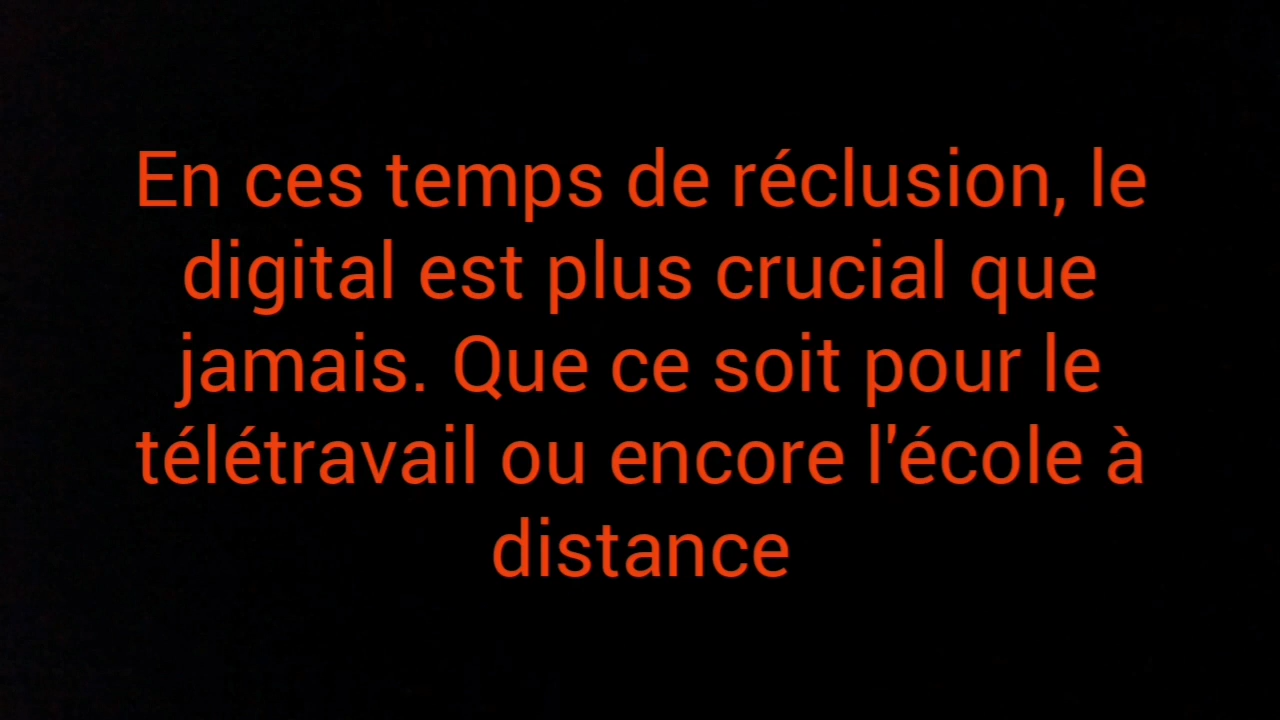 En ces temps de réclusion, le
digital est plus crucial que
jamais. Que ce soit pour le
télétravail ou encore l'école à
distance